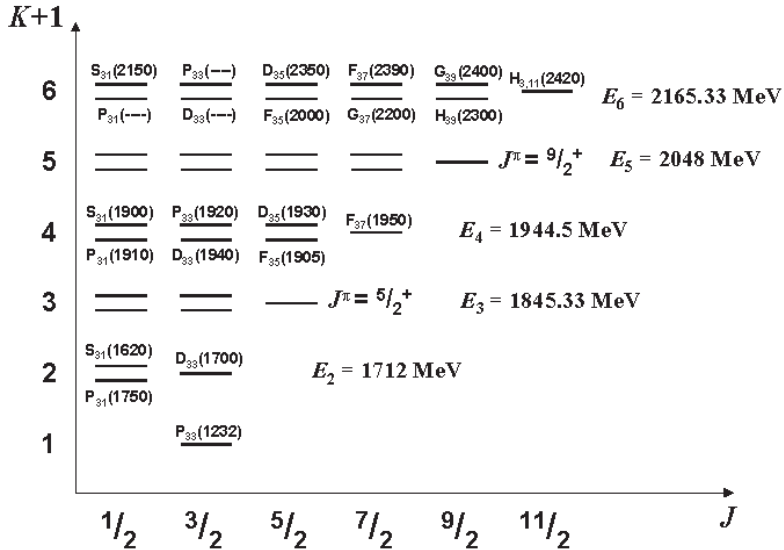 K+1
S31(2150) P33(---) D35(2350) F37(2390) G39(2400) H3,11(2420)
6 E6 = 2165.33 MeV
P31(----) D33(----) F35(2000) G37(2200) H39(2300)
5 Jπ = 9/2+ E5 = 2048 MeV
S31(1900) P33(1920) D35(1930) F37(1950)
4 E4 = 1944.5 MeV
P31(1910) D33(1940) F35(1905)
3 Jπ = 5/2+ E3 = 1845.33 MeV
S31(1620) D33(1700)
2 E2 = 1712 MeV
P31(1750)
P33(1232)
1
1/2 3/2 5/2 7/2 9/2 11/2 J